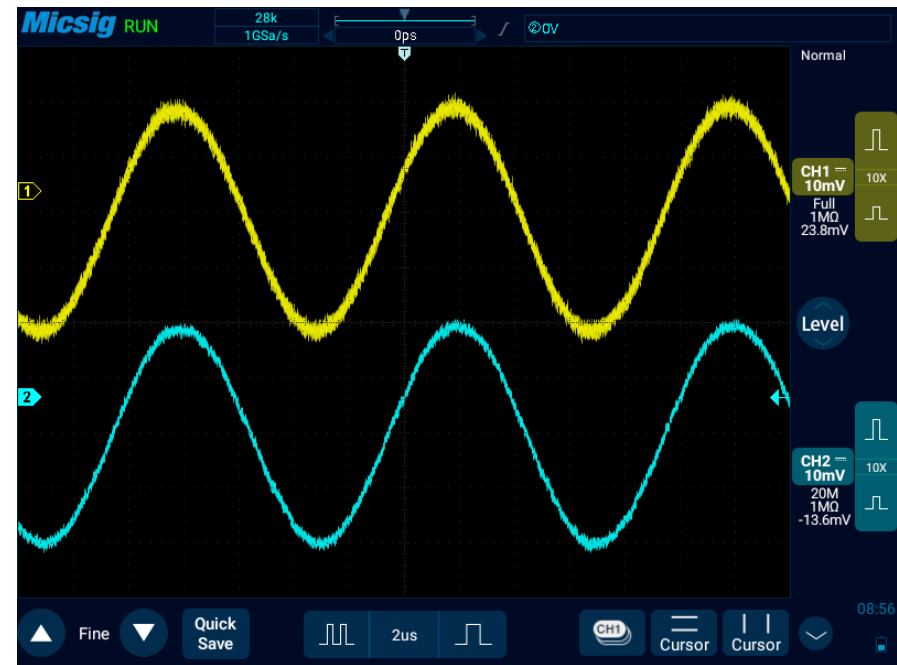 Micsig RUN
28k
1GSa/s
0ps
②0V
T
Normal
1
CH1
10mV
10X
Full
1MΩ
23.8mV
Level
2
CH2
10mV
10X
20M
1MΩ
-13.6mV
08:56
Fine
Quick
Save
2us
CH1
Cursor
Cursor